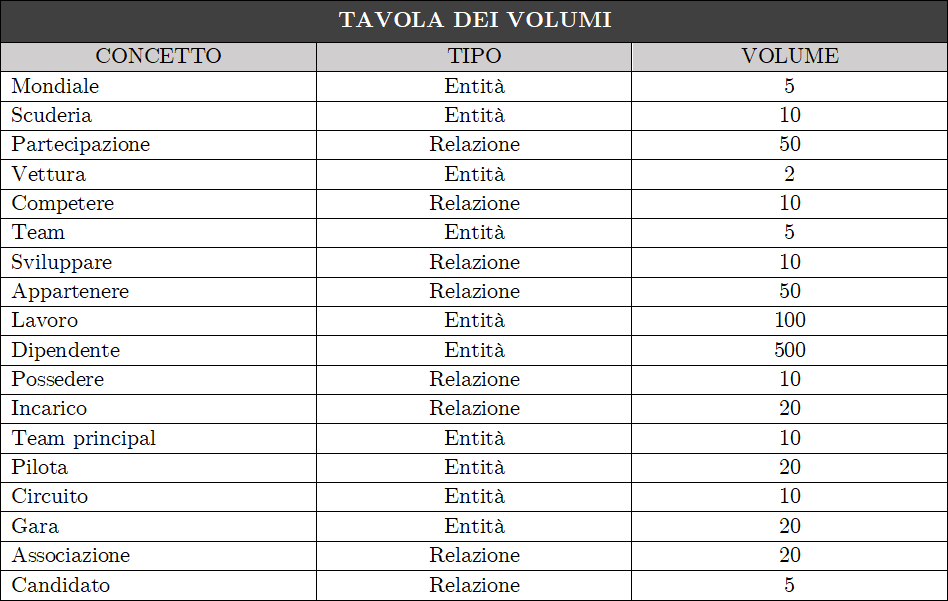 TAVOLA DEI VOLUMI
CONCETTO TIPO VOLUME
Mondiale Entità 5
Scuderia Entità 10
Partecipazione Relazione 50
Vettura Entità 2
Competere Relazione 10
Team Entità 5
Sviluppare Relazione 10
Appartenere Relazione 50
Lavoro Entità 100
Dipendente Entità 500
Possedere Relazione 10
Incarico Relazione 20
Team principal Entità 10
Pilota Entità 20
Circuito Entità 10
Gara Entità 20
Associazione Relazione 20
Candidato Relazione 5